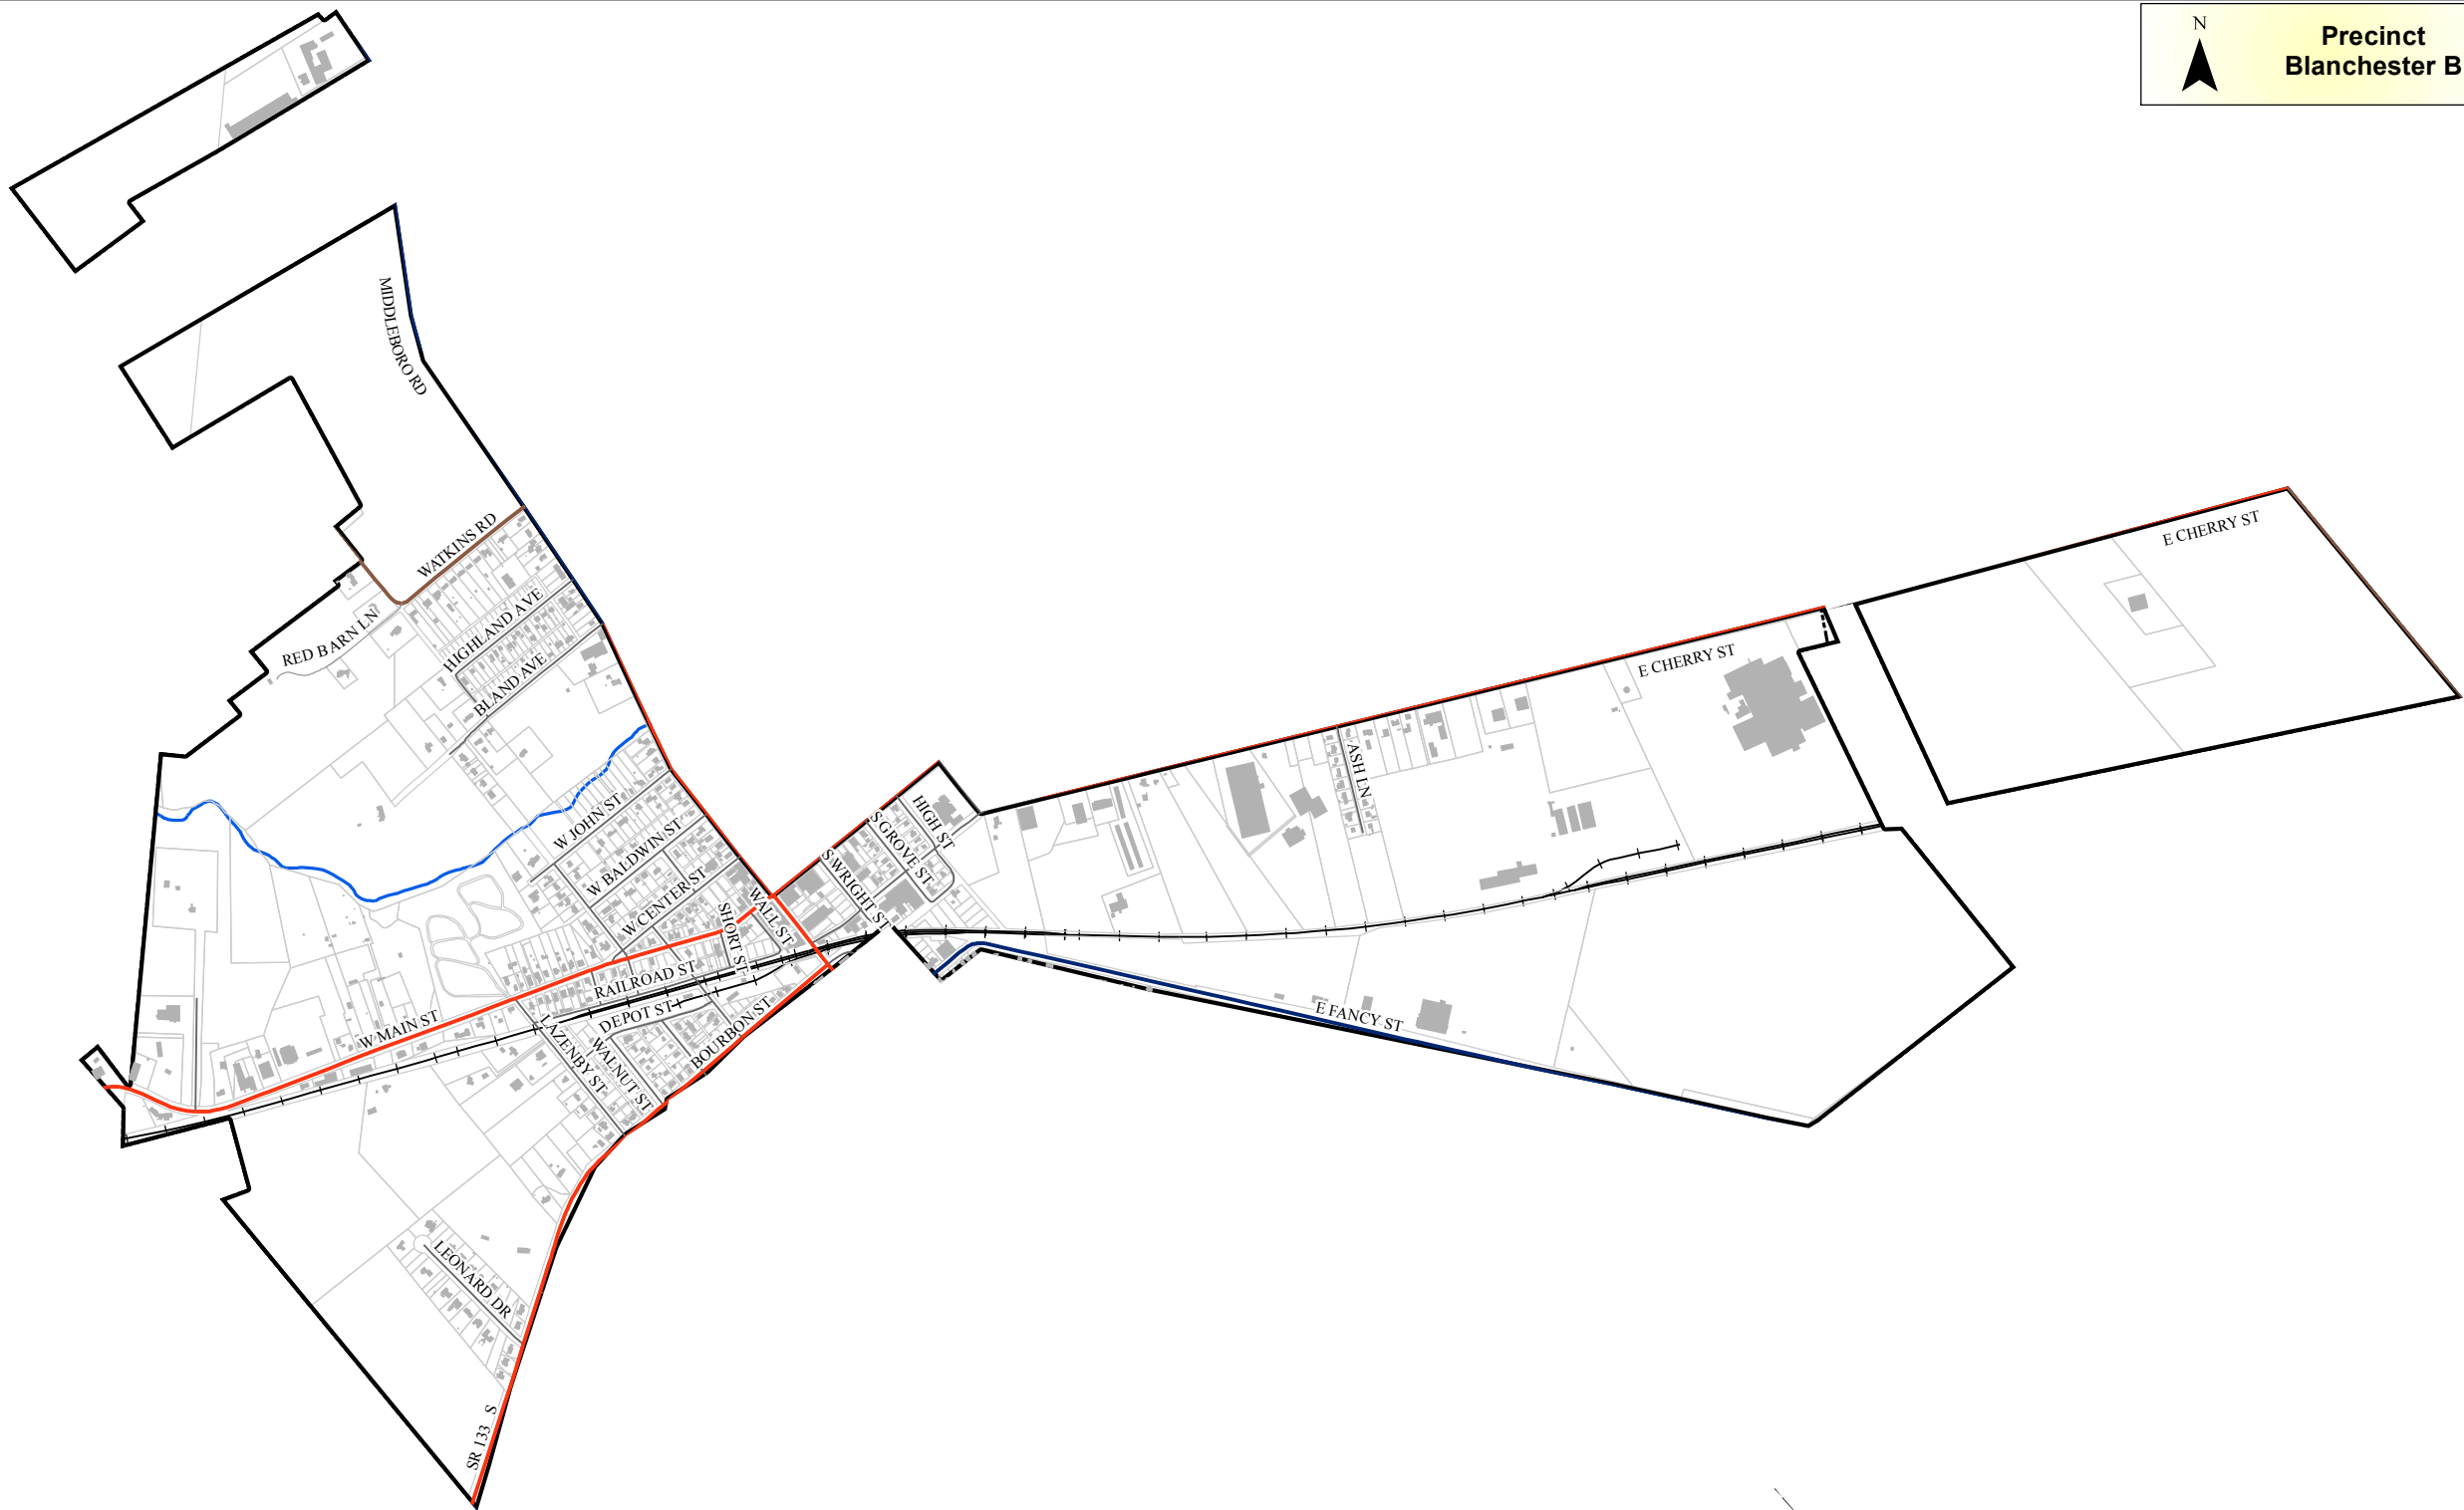 N
Precinct
Blanchester B
MIDDLEBORO RD
WATKINS RD
E CHERRY ST
HIGHLAND AVE
RED BARN LN
BLAND AVE
E CHERRY ST
ASH LN
W JOHN ST
HIGH ST
S GROVE ST
W BALDWIN ST
S WRIGHT ST
W CENTER ST
WALL ST
SHORT ST
RAILROAD ST
DEPOT ST
W MAIN ST
BOURBON ST
E FANCY ST
LAZENBY ST
WALNUT ST
LEONARD DR
SR 133 S